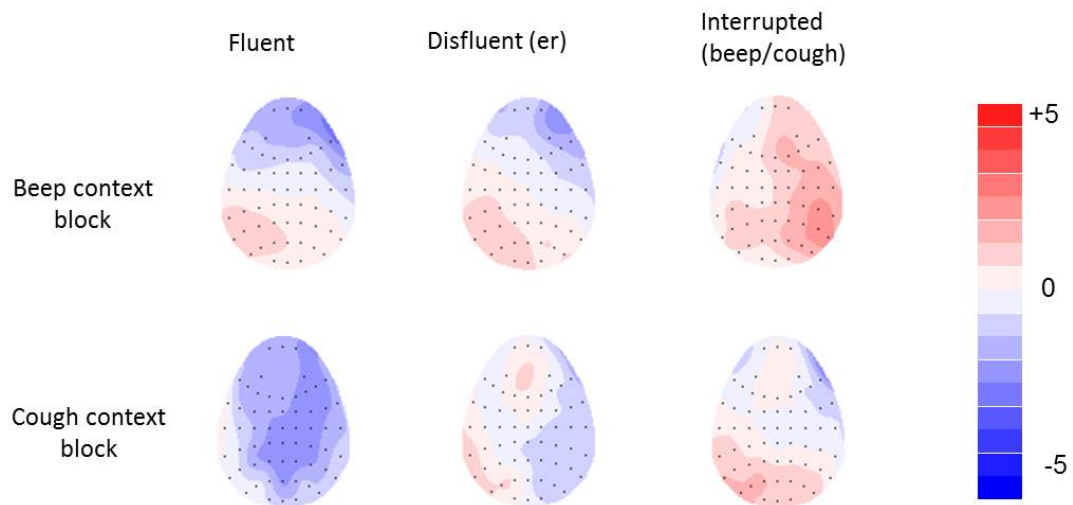 Fluent
Disfluent (er)
Interrupted
(beep/cough)
Beep context
block
Cough context
block
+5
0
-5